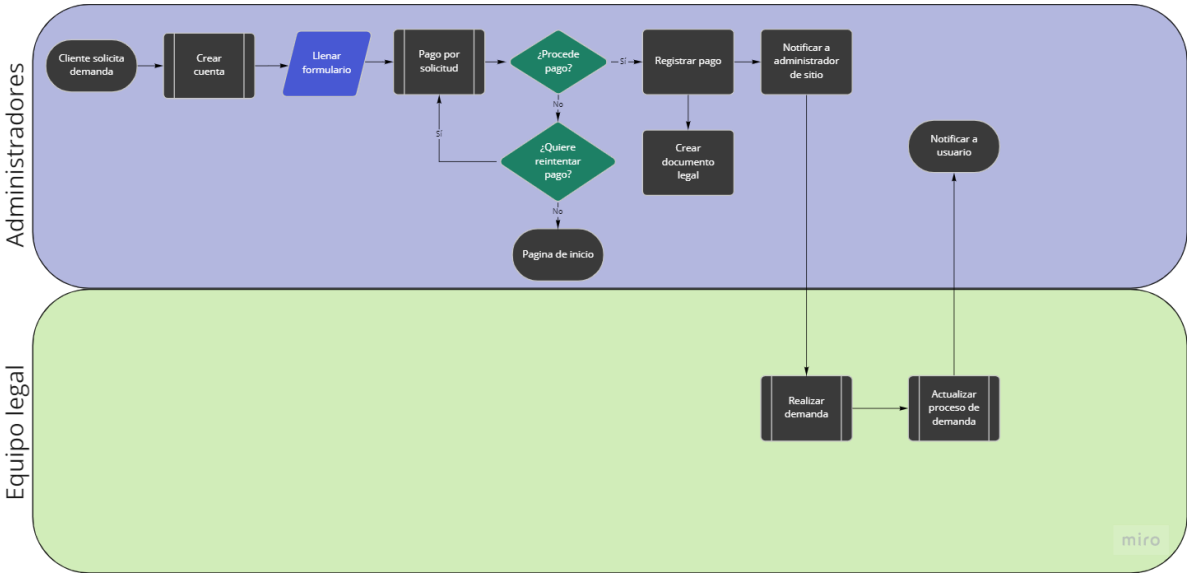 Administradores
Cliente solicita
demanda
Crear
cuenta
Llenar
formulario
Pago por
solicitud
¿Procede
pago?
Sí
Registrar pago
Notificar a
administrador
de sitio
No
Sí
¿Quiere
reintentar
pago?
Crear
documento
legal
Notificar a
usuario
No
Pagina de inicio
Equipo legal
Realizar
demanda
Actualizar
proceso de
demanda
miro